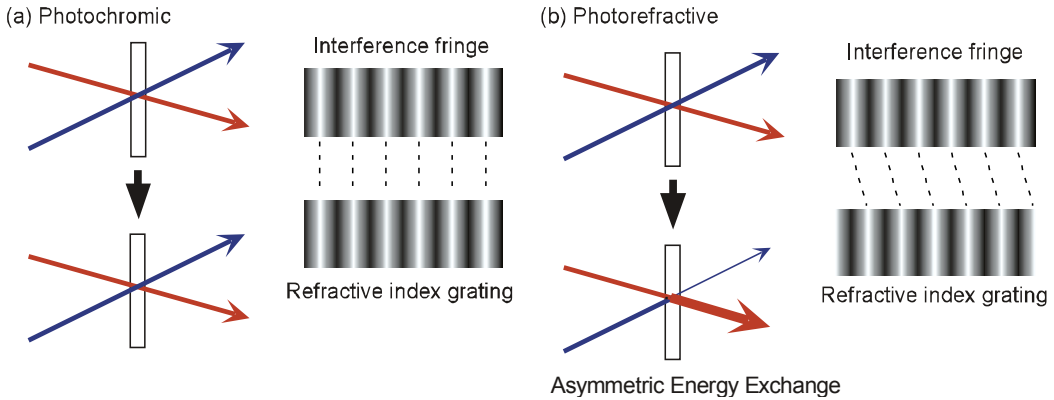 (a) Photochromic
Interference fringe
Refractive index grating
(b) Photorefractive
Interference fringe
Refractive index grating
Asymmetric Energy Exchange